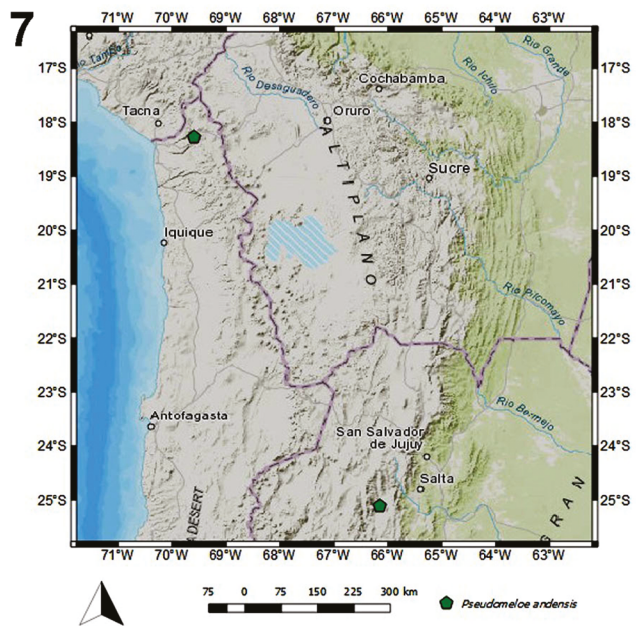 7
71°W 70°W 69°W 68°W 67°W 66°W 65°W 64°W 63°W
17°S 17°S
18°S 18°S
19°S 19°S
20°S 20°S
21°S 21°S
22°S 22°S
23°S 23°S
24°S 24°S
25°S 25°S
Rio Grande
Rio Ichilo
Cochabamba
Rio Desaguadero
Tacna
Oruro
Sucre
ALTIPLANO
Iquique
Rio Pilcomayo
Antofagasta
Rio Bermejo
San Salvador
de Jujuy
Salta
A DESERT
GRAN
71°W 70°W 69°W 68°W 67°W 66°W 65°W 64°W 63°W
75 0 75 150 225 300 km
Pseudomeloe andensis